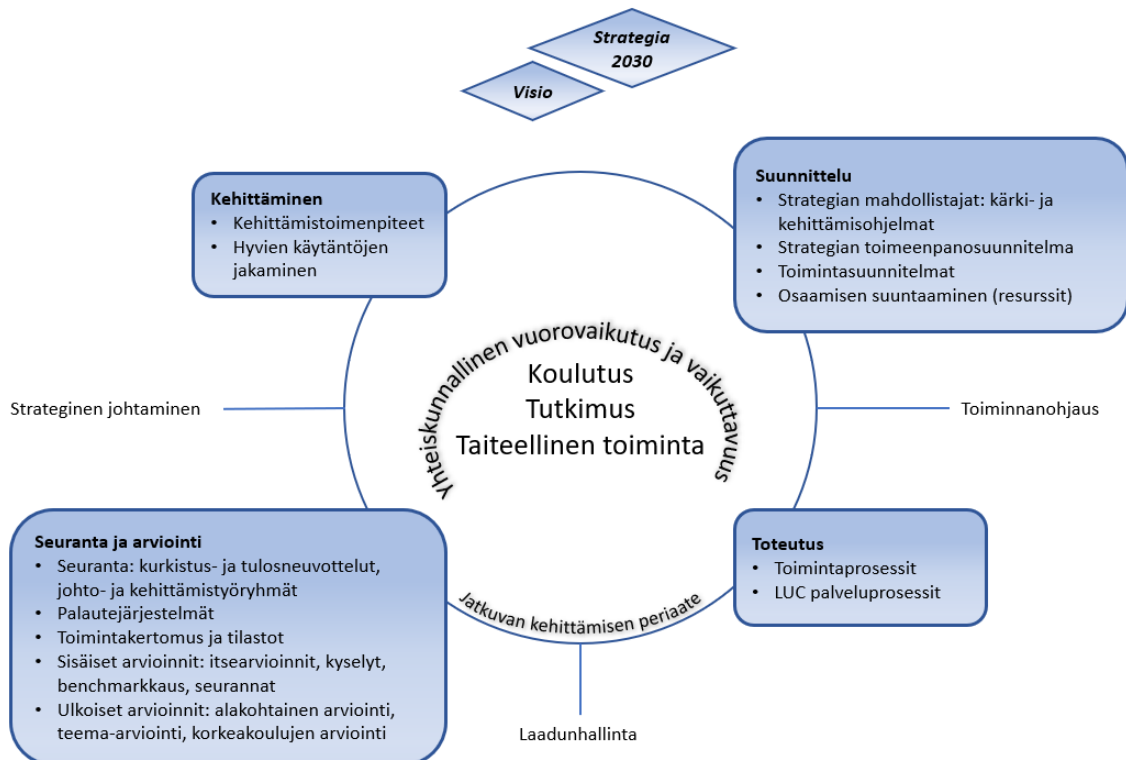 Strategia
2030
Visio
Kehittäminen
• Kehittämistoimenpiteet
• Hyvien käytäntöjen
jakaminen
Suunnittelu
• Strategian mahdollistajat: kärki- ja
kehittämisohjelmat
• Strategian toimeenpanosuunnitelma
• Toimintasuunnitelmat
• Osaamisen suuntaaminen (resurssit)
Yhteiskunnallinen vuorovaikutus ja vaikuttavuus
Koulutus
Tutkimus
Taiteellinen toiminta
Strateginen johtaminen
Toiminnanohjaus
Seuranta ja arviointi
• Seuranta: kurkistus- ja tulosneuvottelut,
johto- ja kehittämistyöryhmät
• Palautejärjestelmät
• Toimintakertomus ja tilastot
• Sisäiset arvioinnit: itsearvioinnit, kyselyt,
benchmarkkaus, seurannat
• Ulkoiset arvioinnit: alakohtainen arviointi,
teema-arviointi, korkeakoulujen arviointi
Toteutus
• Toimintaprosessit
• LUC palveluprosessit
Jatkuvan kehittämisen periaate
Laadunhallinta